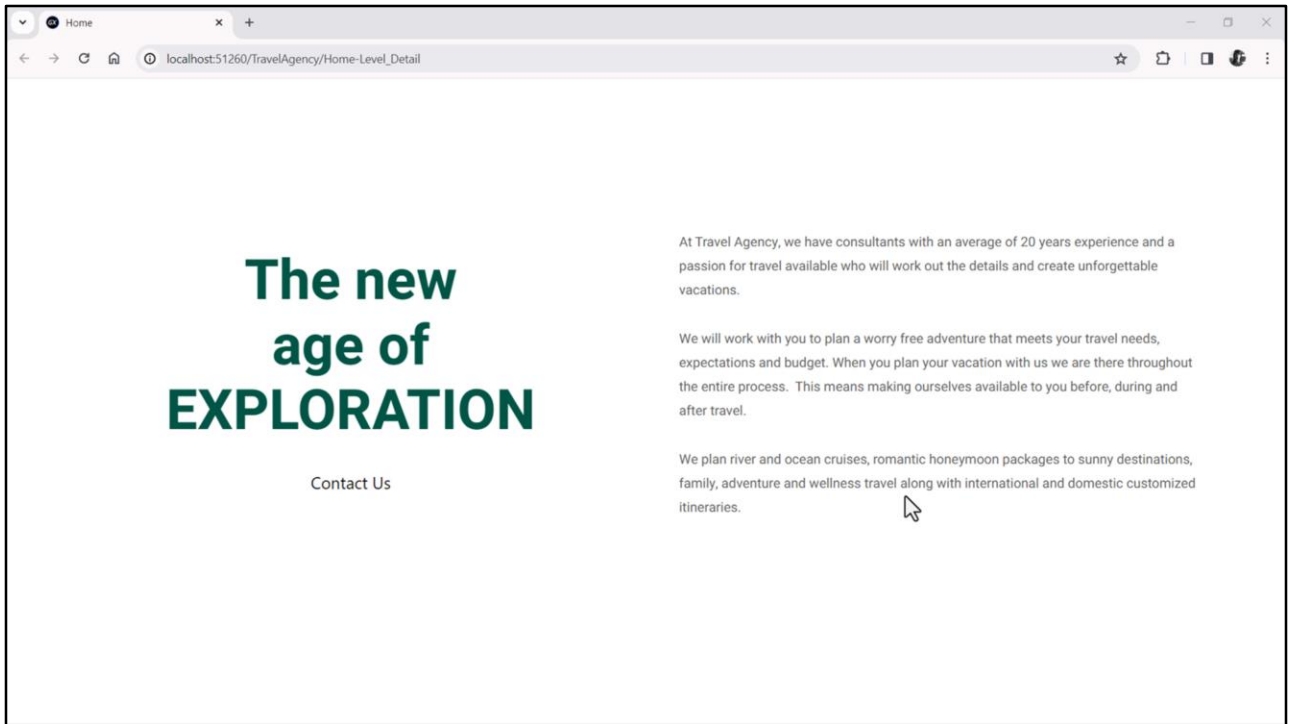 GX Home
localhost:51260/TravelAgency/Home-Level_Detail
The new
age of
EXPLORATION
Contact Us
At Travel Agency, we have consultants with an average of 20 years experience and a
passion for travel available who will work out the details and create unforgettable
vacations.
We will work with you to plan a worry free adventure that meets your travel needs,
expectations and budget. When you plan your vacation with us we are there throughout
the entire process.  This means making ourselves available to you before, during and
after travel.
We plan river and ocean cruises, romantic honeymoon packages to sunny destinations,
family, adventure and wellness travel along with international and domestic customized
itineraries.